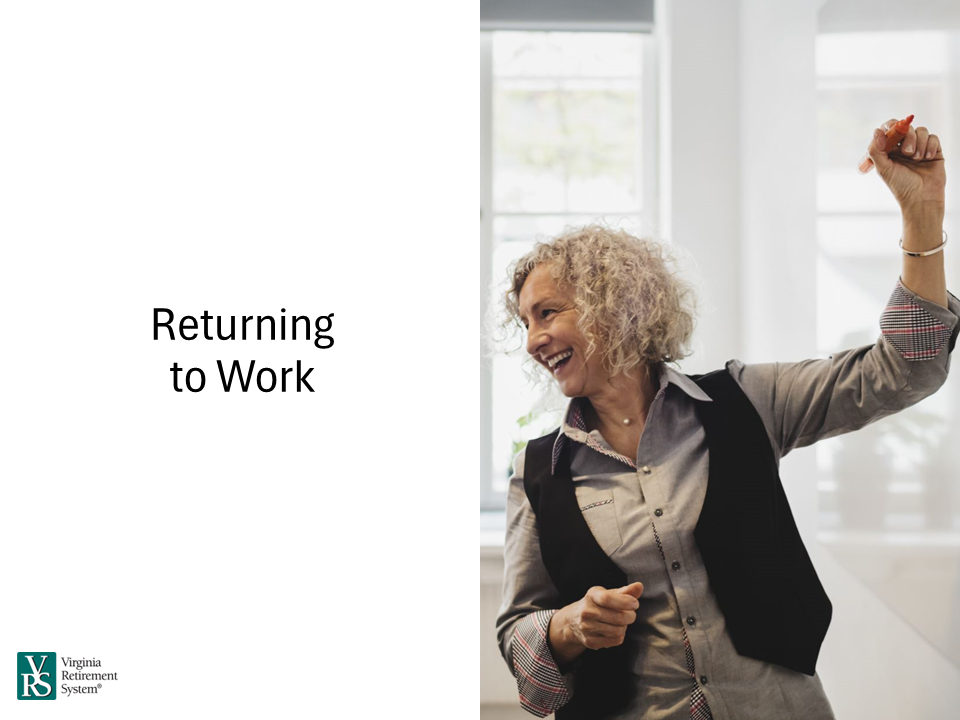 Returning
to Work
VRS
Virginia
Retirement
System®